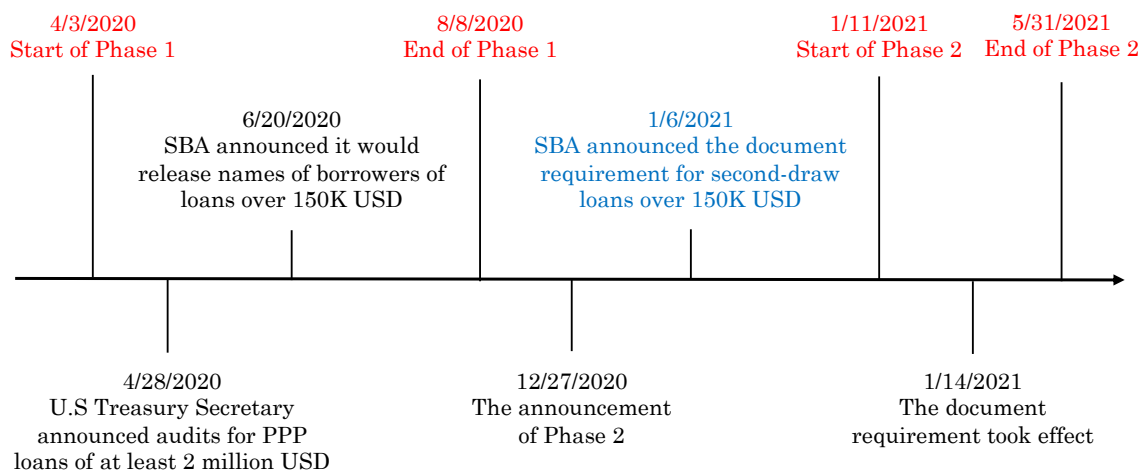 4/3/2020
Start of Phase 1
8/8/2020
End of Phase 1
1/11/2021
Start of Phase 2
5/31/2021
End of Phase 2
6/20/2020
SBA announced it would
release names of borrowers of
loans over 150K USD
1/6/2021
SBA announced the document
requirement for second-draw
loans over 150K USD
4/28/2020
U.S Treasury Secretary
announced audits for PPP
loans of at least 2 million USD
12/27/2020
The announcement
of Phase 2
1/14/2021
The document
requirement took effect